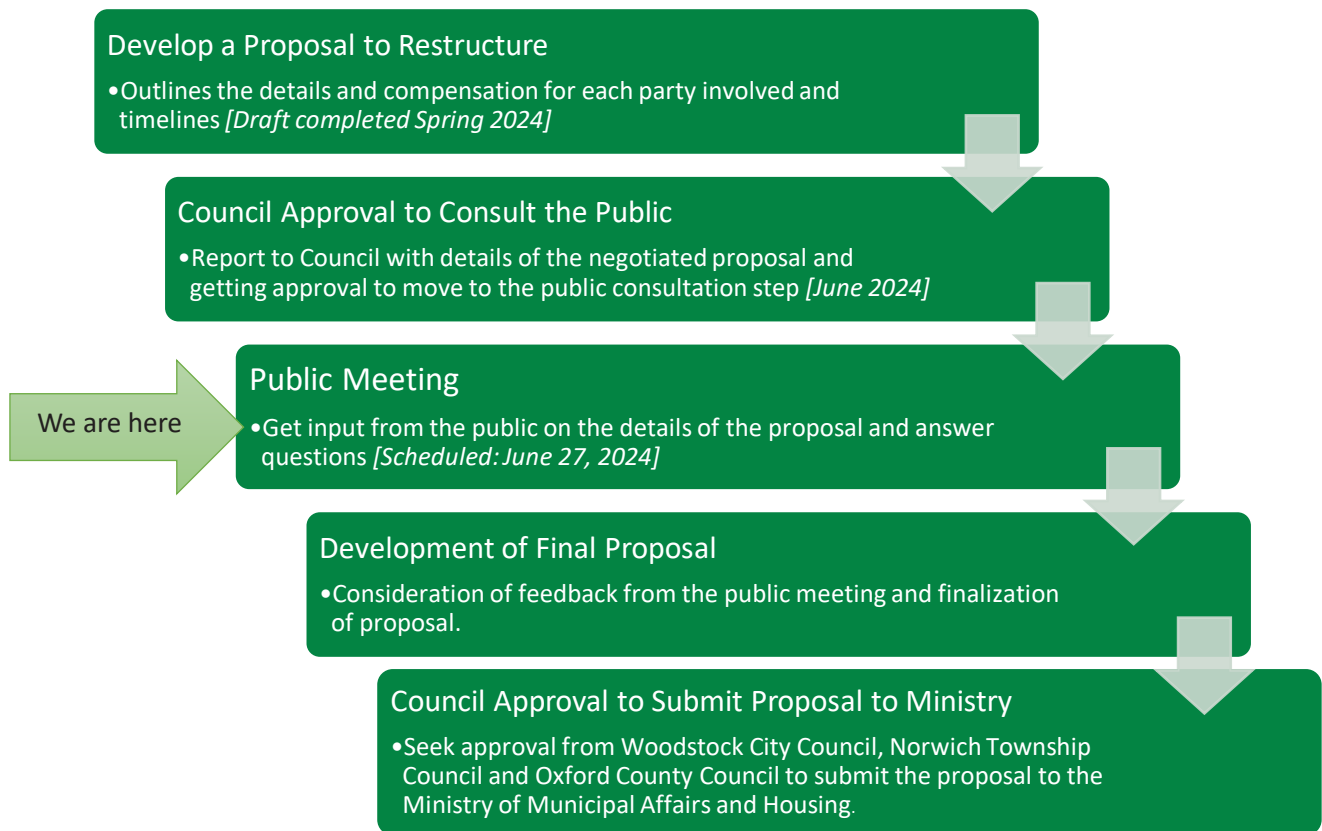 Develop a Proposal to Restructure
•Outlines the details and compensation for each party involved and
timelines [Draft completed Spring 2024]
Council Approval to Consult the Public
•Report to Council with details of the negotiated proposal and
getting approval to move to the public consultation step [June 2024]
We are here
Public Meeting
•Get input from the public on the details of the proposal and answer
questions [Scheduled: June 27, 2024]
Development of Final Proposal
•Consideration of feedback from the public meeting and finalization
of proposal.
Council Approval to Submit Proposal to Ministry
•Seek approval from Woodstock City Council, Norwich Township
Council and Oxford County Council to submit the proposal to the
Ministry of Municipal Affairs and Housing.